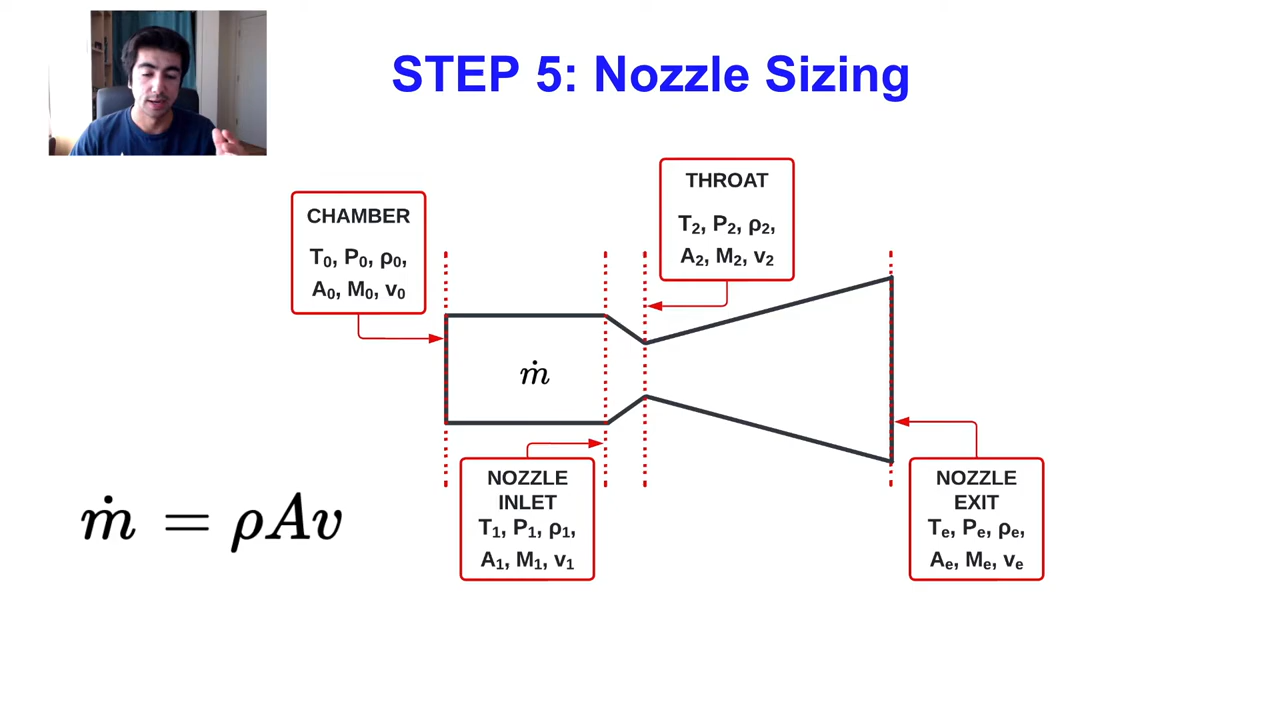 STEP 5: Nozzle Sizing
THROAT
T₂, P₂, ρ₂,
A₂, M₂, v₂
CHAMBER
T₀, P₀, ρ₀,
A₀, M₀, v₀
ṁ
NOZZLE
INLET
T₁, P₁, ρ₁,
A₁, M₁, v₁
NOZZLE
EXIT
Tₑ, Pₑ, ρₑ,
Aₑ, Mₑ, vₑ
ṁ = ρAv